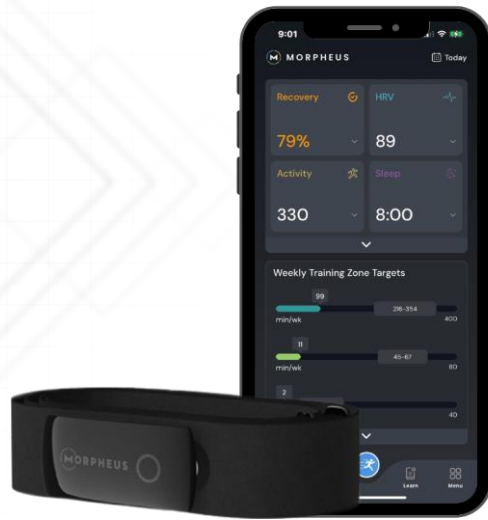 9:01
MORPHEUS
Today
Recovery
HRV
79%
89
Activity
Sleep
330
8:00
Weekly Training Zone Targets
99
216-354
min/wk
400
11
45-67
min/wk
80
2
40
Learn
Menu
MORPHEUS